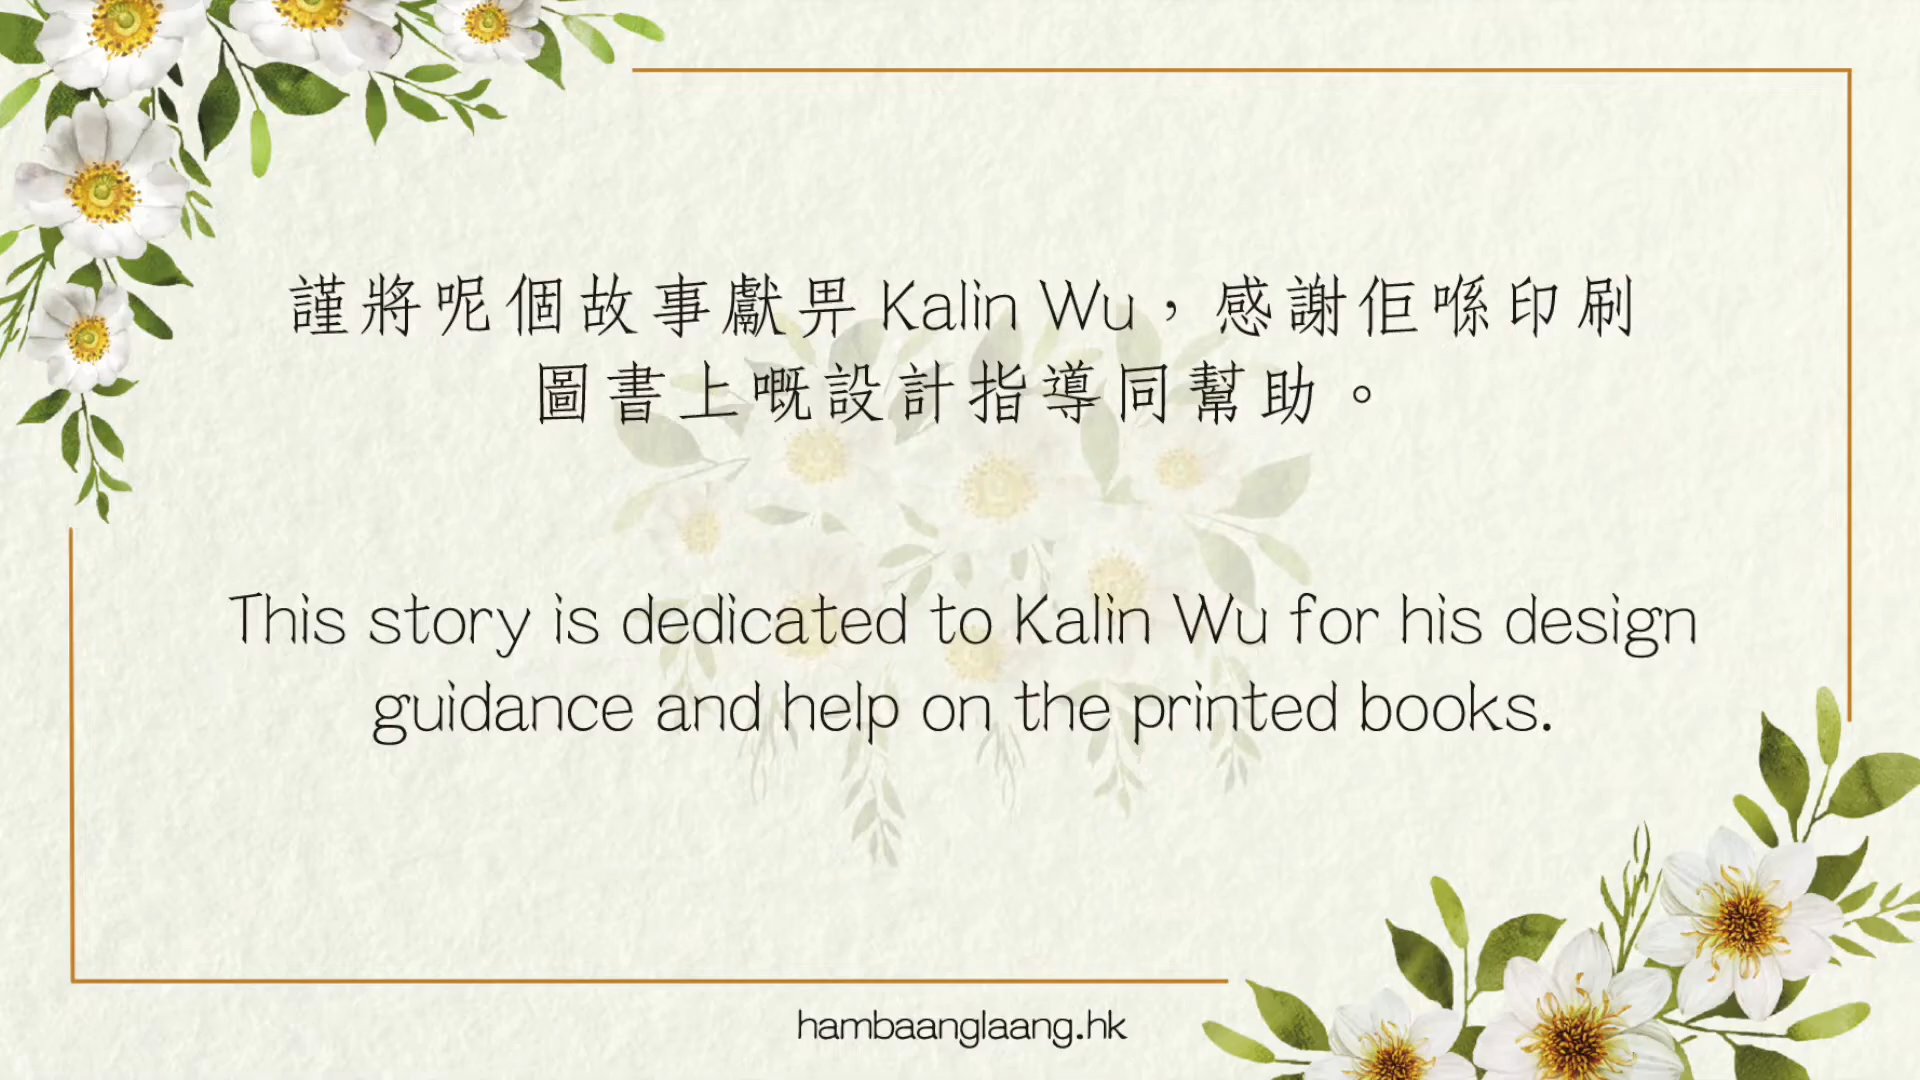 謹將呢個故事獻畀 Kalin Wu，感謝佢喺印刷
圖書上嘅設計指導同幫助。
This story is dedicated to Kalin Wu for his design
guidance and help on the printed books.
hambaanglaang.hk